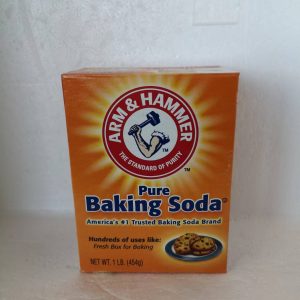 ARM & HAMMER
THE STANDARD OF PURITY
TM
TM
Pure
Baking Soda®
America's #1 Trusted Baking Soda Brand
Hundreds of uses like:
Fresh Box for Baking
NET WT. 1 LB. (454g)